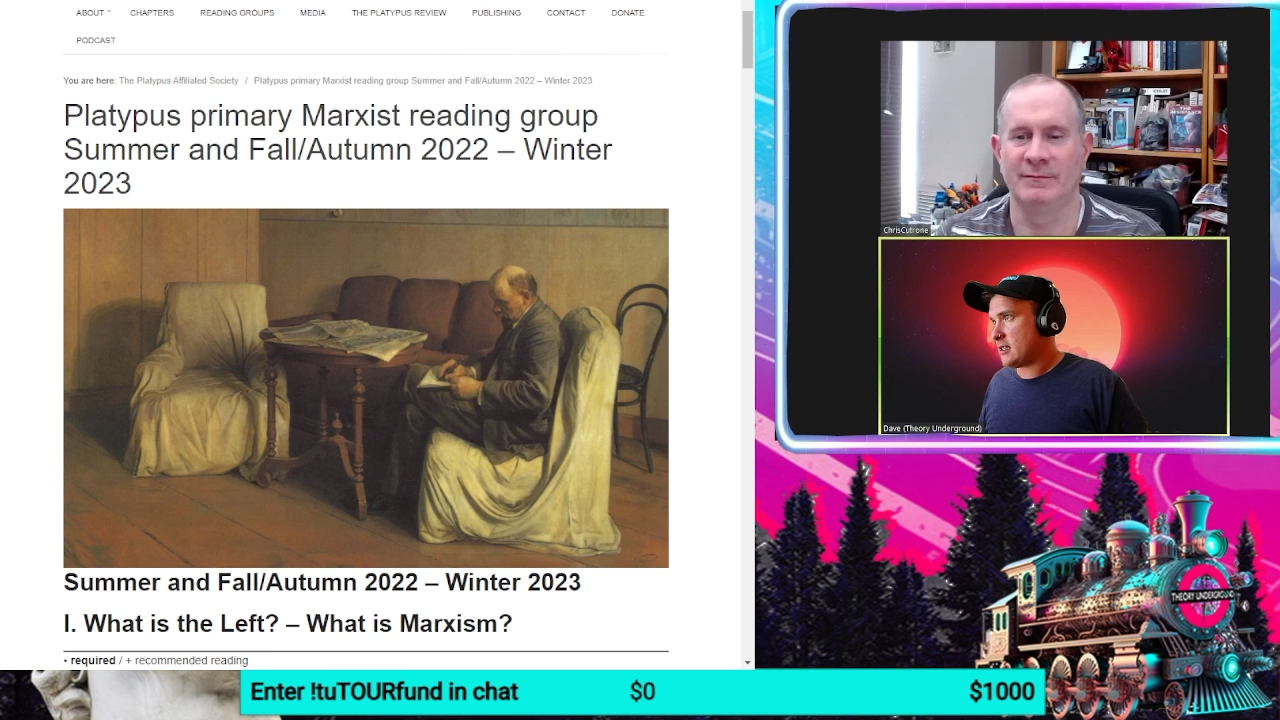 ABOUT CHAPTERS READING GROUPS MEDIA THE PLATYPUS REVIEW PUBLISHING CONTACT DONATE
PODCAST
You are here: The Platypus Affiliated Society / Platypus primary Marxist reading group Summer and Fall/Autumn 2022 – Winter 2023
Platypus primary Marxist reading group
Summer and Fall/Autumn 2022 – Winter
2023
Summer and Fall/Autumn 2022 – Winter 2023
I. What is the Left? – What is Marxism?
• required / + recommended reading
ChrisCutrone
Dave (Theory Underground)
THEORY UNDERGROUND
Enter !tuTOURfund in chat $0 $1000